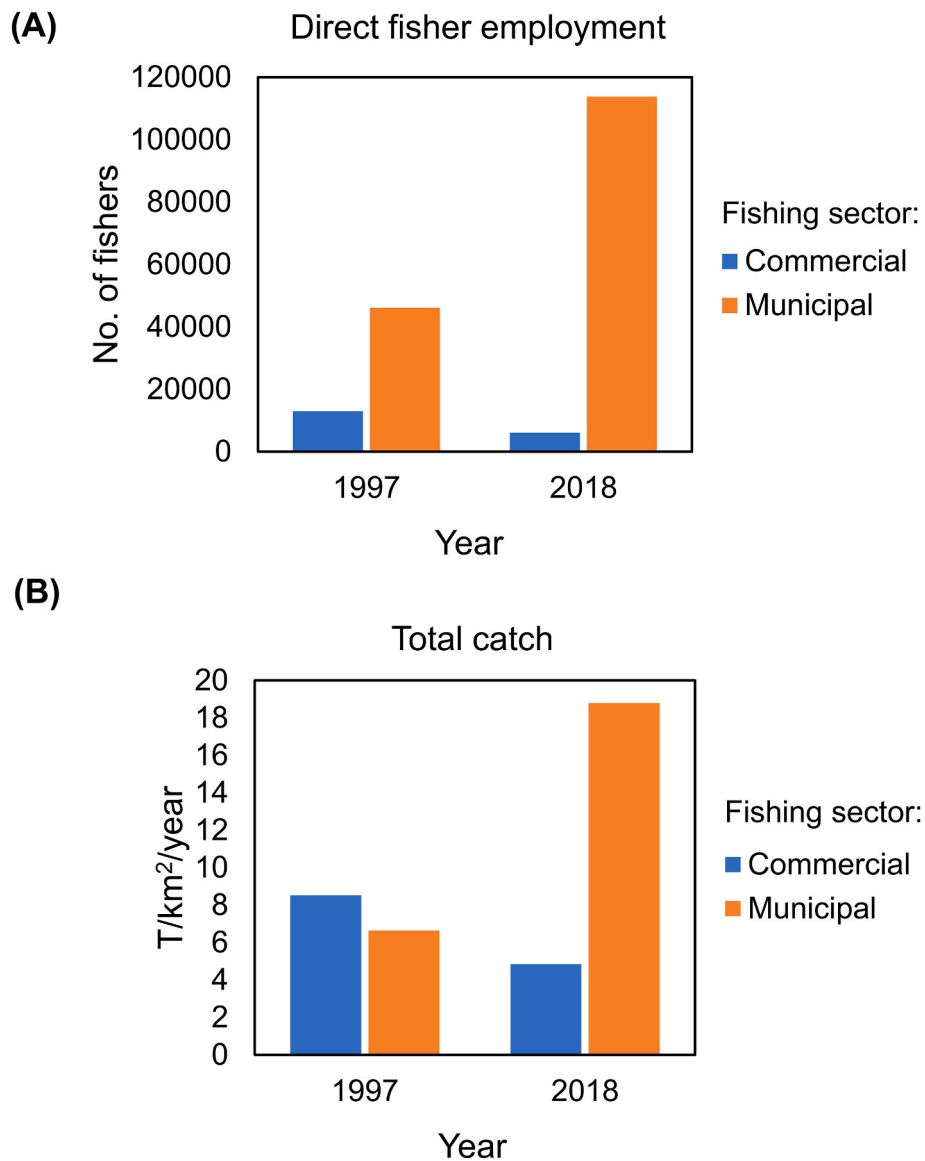 (A)
Direct fisher employment
120000
100000
80000
60000
40000
20000
0
No. of fishers
1997
2018
Year
Fishing sector:
Commercial
Municipal
(B)
Total catch
20
18
16
14
12
10
8
6
4
2
0
T/km²/year
1997
2018
Year
Fishing sector:
Commercial
Municipal